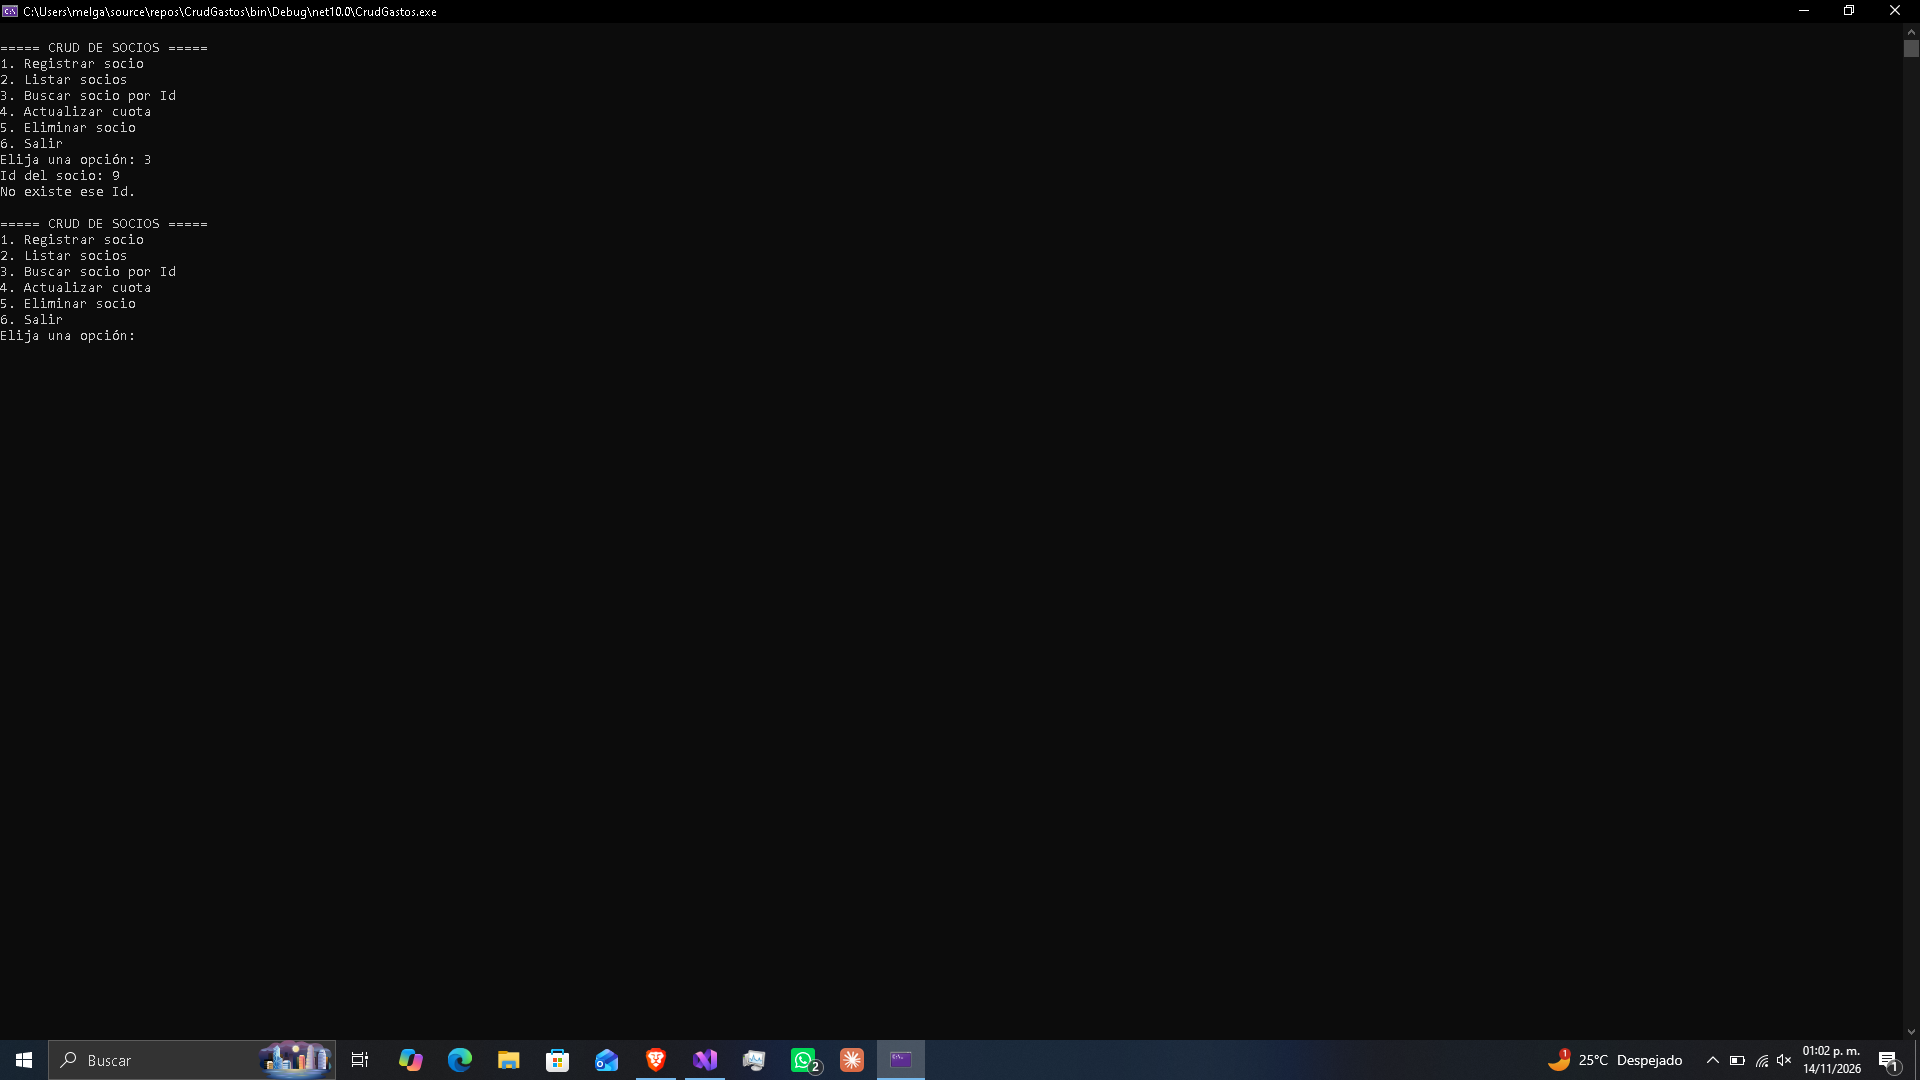 C:\Users\melga\source\repos\CrudGastos\bin\Debug\net10.0\CrudGastos.exe
===== CRUD DE SOCIOS =====
1. Registrar socio
2. Listar socios
3. Buscar socio por Id
4. Actualizar cuota
5. Eliminar socio
6. Salir
Elija una opción: 3
Id del socio: 9
No existe ese Id.
===== CRUD DE SOCIOS =====
1. Registrar socio
2. Listar socios
3. Buscar socio por Id
4. Actualizar cuota
5. Eliminar socio
6. Salir
Elija una opción:
Buscar
2
1
25°C Despejado
01:02 p. m.
14/11/2026
1